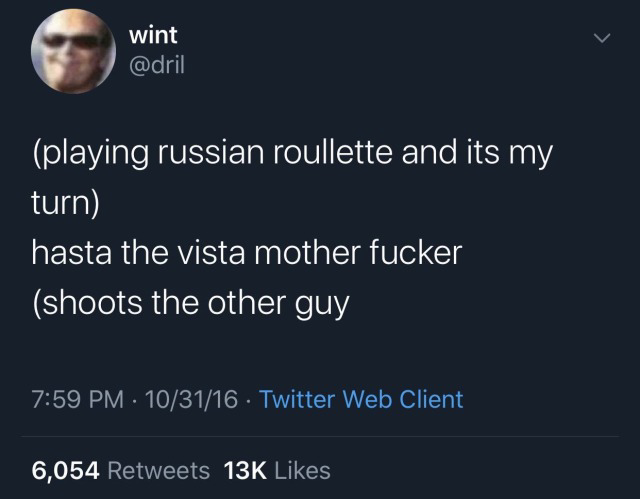 wint
@dril
(playing russian roullette and its my
turn)
hasta the vista mother fucker
(shoots the other guy
7:59 PM · 10/31/16 · Twitter Web Client
6,054 Retweets 13K Likes